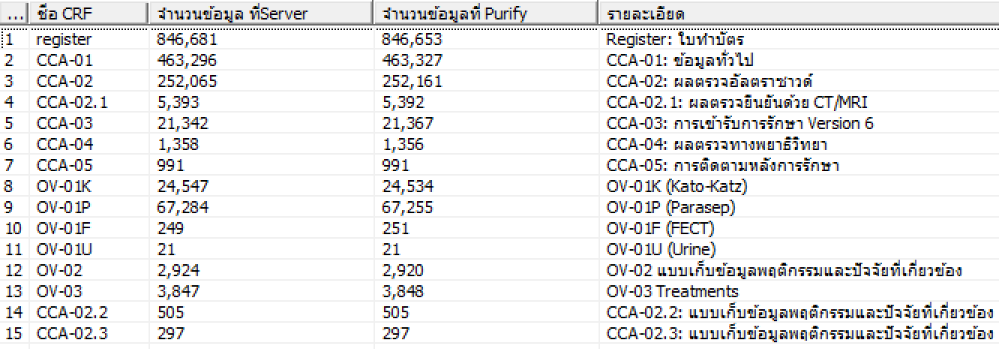 ... ชื่อ CRF จำนวนข้อมูล ที่Server จำนวนข้อมูลที่ Purify รายละเอียด
1 register 846,681 846,653 Register: ใบทำบัตร
2 CCA-01 463,296 463,327 CCA-01: ข้อมูลทั่วไป
3 CCA-02 252,065 252,161 CCA-02: ผลตรวจอัลตราซาวด์
4 CCA-02.1 5,393 5,392 CCA-02.1: ผลตรวจยืนยันด้วย CT/MRI
5 CCA-03 21,342 21,367 CCA-03: การเข้ารับการรักษา Version 6
6 CCA-04 1,358 1,356 CCA-04: ผลตรวจทางพยาธิวิทยา
7 CCA-05 991 991 CCA-05: การติดตามหลังการรักษา
8 OV-01K 24,547 24,534 OV-01K (Kato-Katz)
9 OV-01P 67,284 67,255 OV-01P (Parasep)
10 OV-01F 249 251 OV-01F (FECT)
11 OV-01U 21 21 OV-01U (Urine)
12 OV-02 2,924 2,920 OV-02 แบบเก็บข้อมูลพฤติกรรมและปัจจัยที่เกี่ยวข้อง
13 OV-03 3,847 3,848 OV-03 Treatments
14 CCA-02.2 505 505 CCA-02.2: แบบเก็บข้อมูลพฤติกรรมและปัจจัยที่เกี่ยวข้อง
15 CCA-02.3 297 297 CCA-02.3: แบบเก็บข้อมูลพฤติกรรมและปัจจัยที่เกี่ยวข้อง